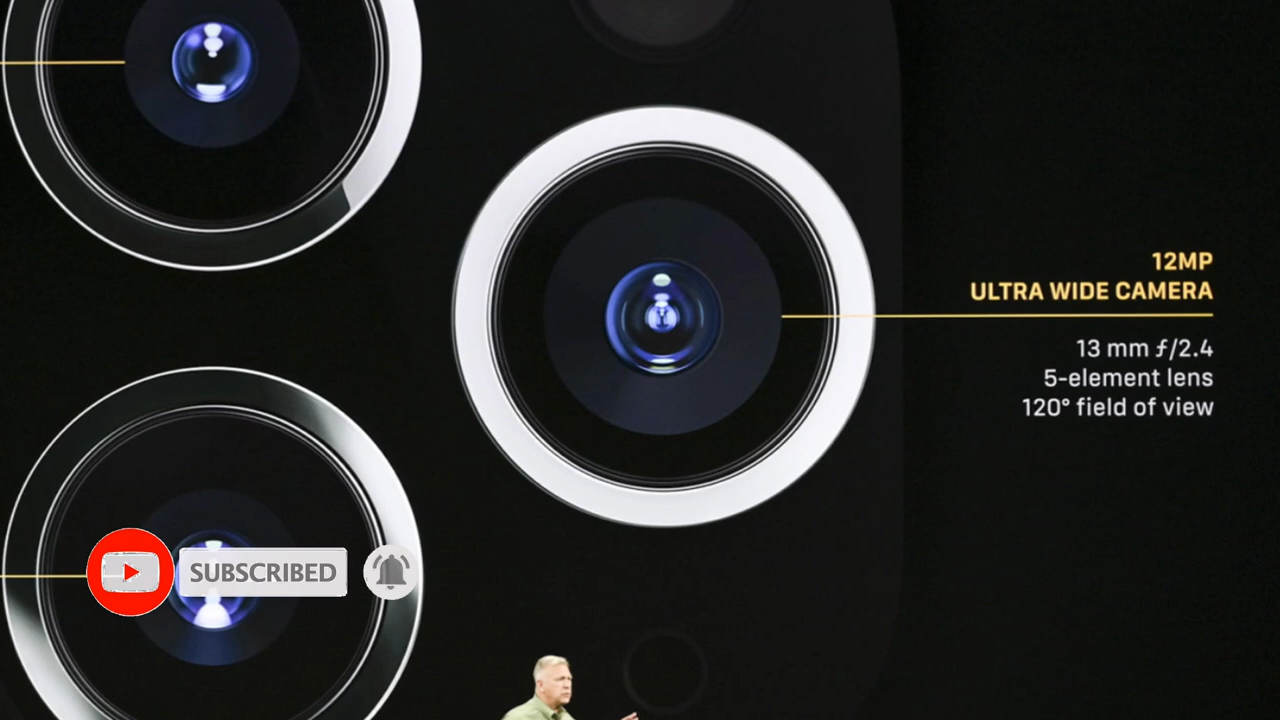 12MP
ULTRA WIDE CAMERA
13 mm ƒ/2.4
5-element lens
120° field of view
SUBSCRIBED